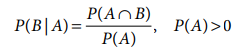 P(B|A) = P(A ∩ B) / P(A), P(A) > 0